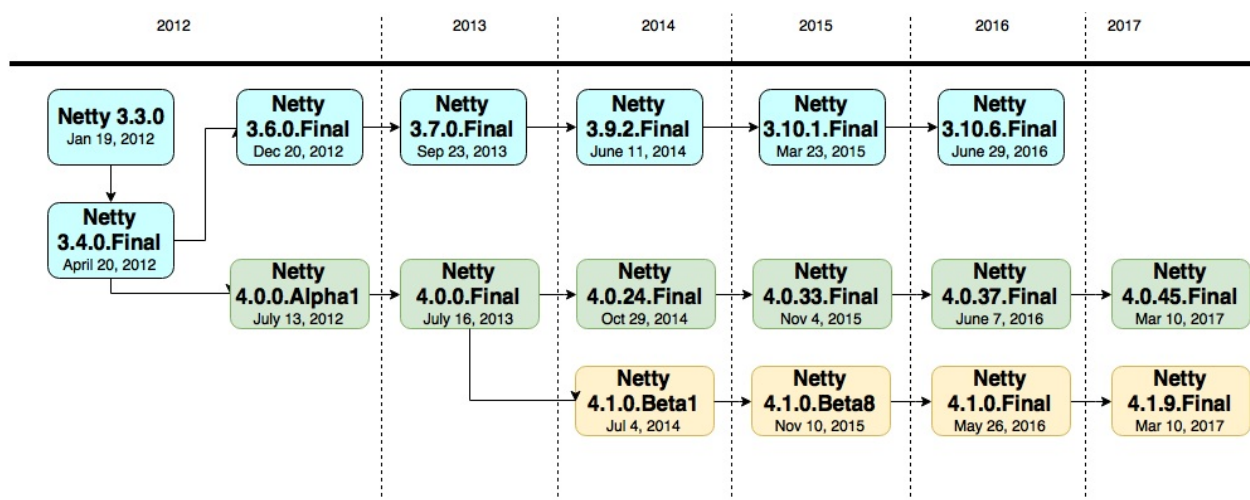 2012
2013
2014
2015
2016
2017
Netty 3.3.0
Jan 19, 2012
Netty
3.6.0.Final
Dec 20, 2012
Netty
3.7.0.Final
Sep 23, 2013
Netty
3.9.2.Final
June 11, 2014
Netty
3.10.1.Final
Mar 23, 2015
Netty
3.10.6.Final
June 29, 2016
Netty
3.4.0.Final
April 20, 2012
Netty
4.0.0.Alpha1
July 13, 2012
Netty
4.0.0.Final
July 16, 2013
Netty
4.0.24.Final
Oct 29, 2014
Netty
4.0.33.Final
Nov 4, 2015
Netty
4.0.37.Final
June 7, 2016
Netty
4.0.45.Final
Mar 10, 2017
Netty
4.1.0.Beta1
Jul 4, 2014
Netty
4.1.0.Beta8
Nov 10, 2015
Netty
4.1.0.Final
May 26, 2016
Netty
4.1.9.Final
Mar 10, 2017